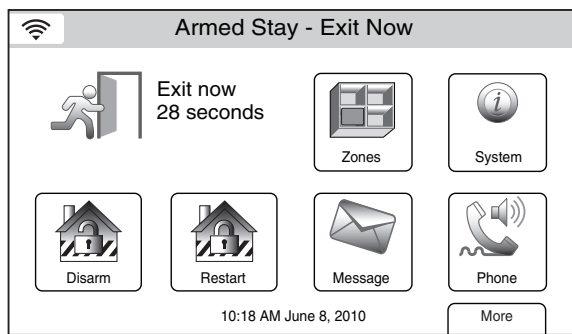 Armed Stay - Exit Now
Exit now
28 seconds
Zones
System
Disarm
Restart
Message
Phone
10:18 AM June 8, 2010
More